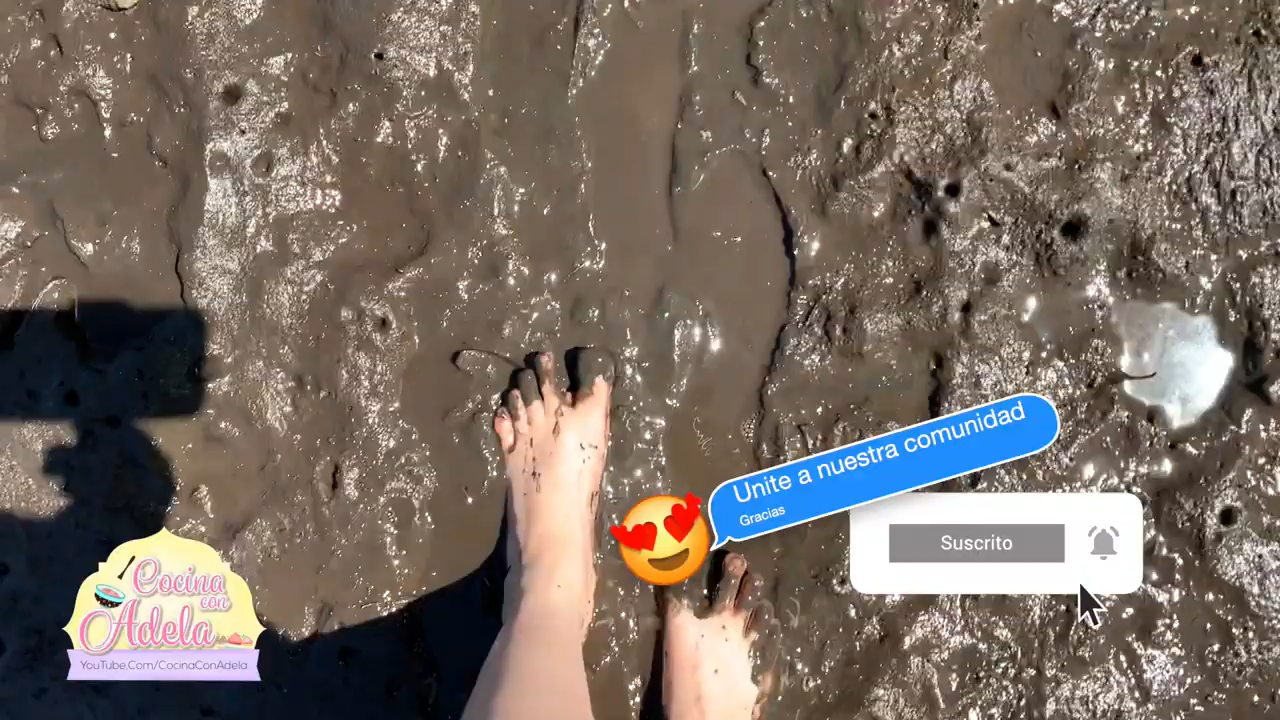 Unite a nuestra comunidad
Gracias
Suscrito
Cocina
con
Adela
YouTube.Com/CocinaConAdela